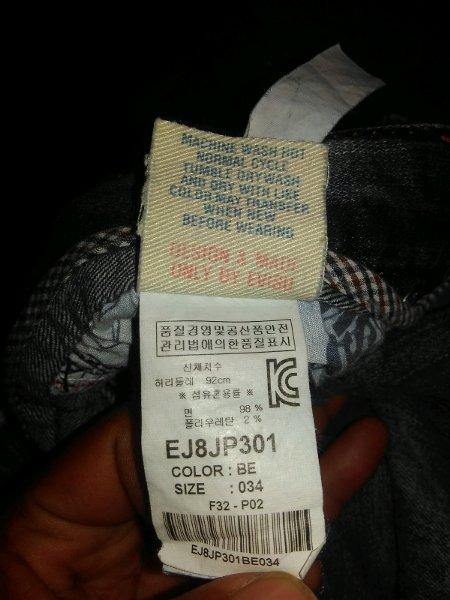 MACHINE WASH HOT
NORMAL CYCLE
TUMBLE DRY WASH
AND DRY WITH LIKE
COLOR MAY TRANSFER
WHEN NEW
BEFORE WEARING
DESIGN & MADE
ONLY BY EVISU
품질경영및공산품안전
관리법에의한품질표시
신체치수
허리둘레 92cm
※ 섬유혼용률 ※
면 98 %
폴리우레탄 2 %
EJ8JP301
COLOR : BE
SIZE : 034
F32 - P02
EJ8JP301BE034